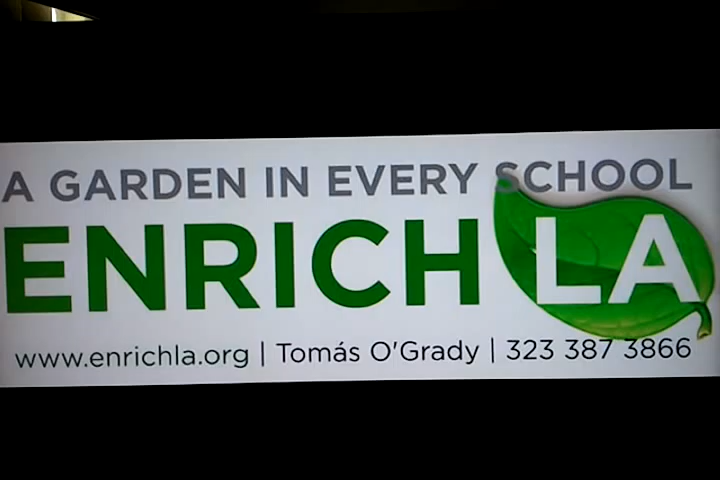 A GARDEN IN EVERY SCHOOL
ENRICH LA
www.enrichla.org | Tomás O'Grady | 323 387 3866